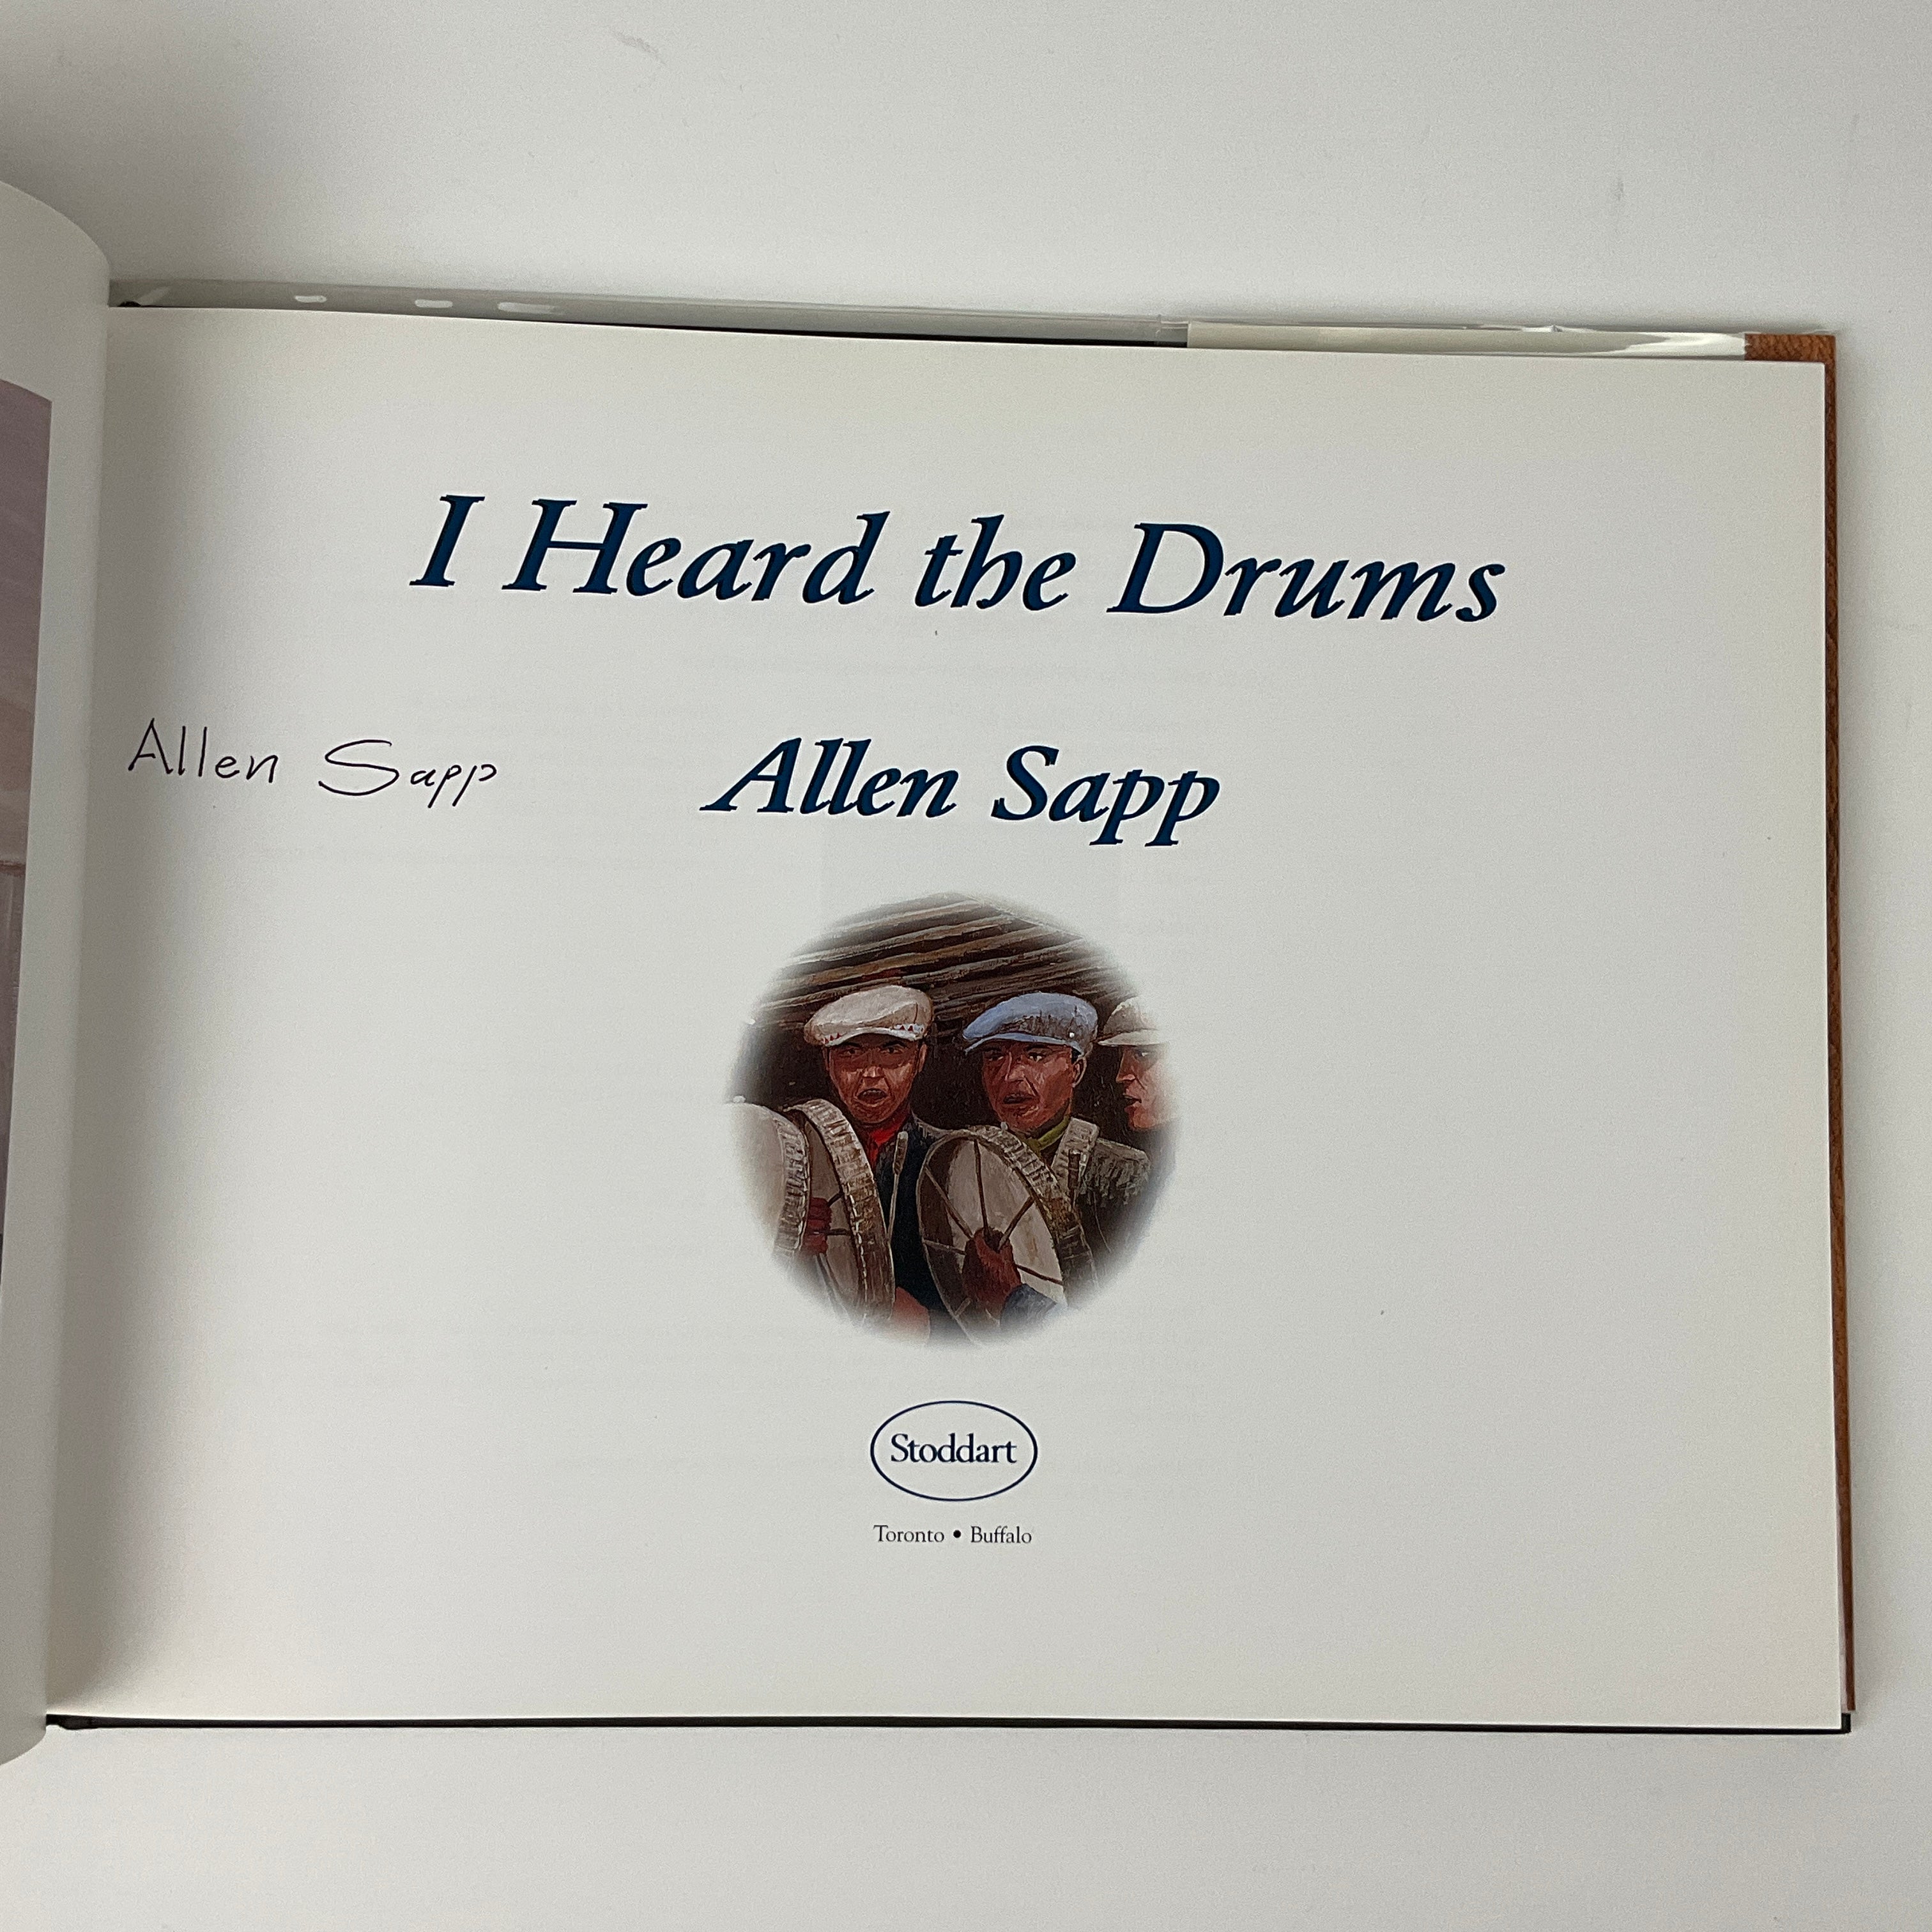 I Heard the Drums
Allen Sapp
Allen Sapp
Stoddart
Toronto • Buffalo